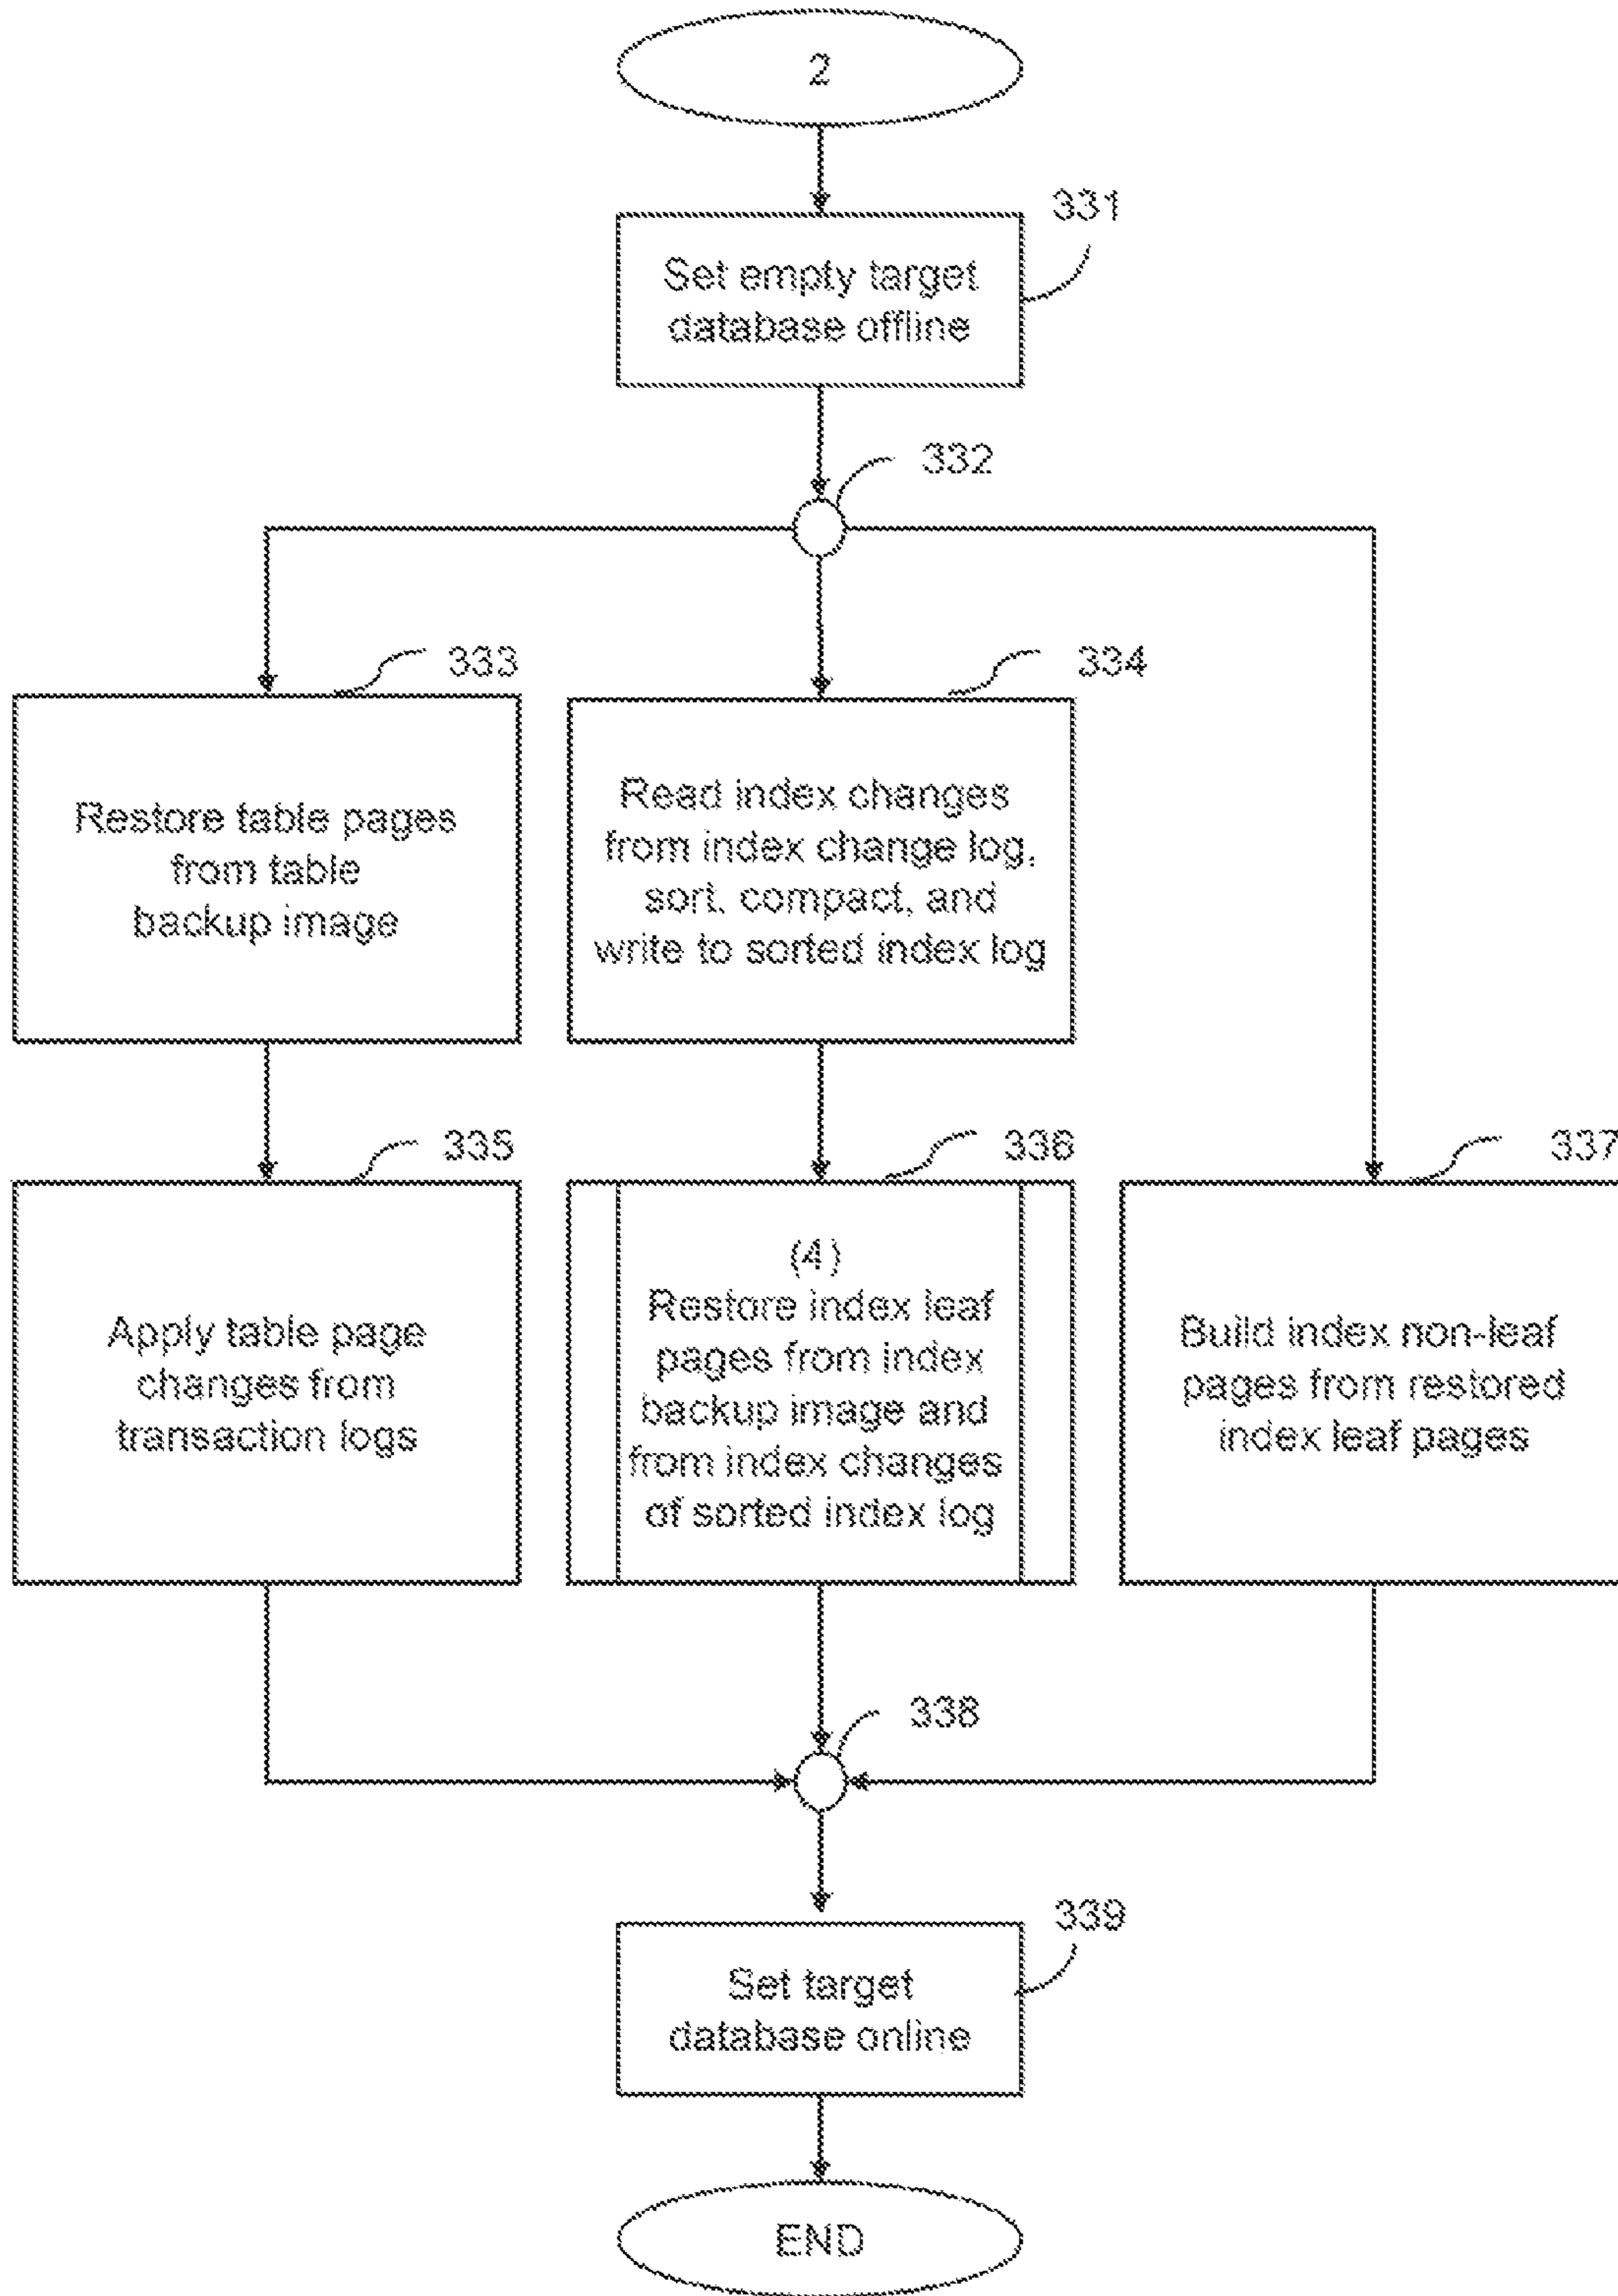 2
331
Set empty target
database offline
332
333
Restore table pages
from table
backup image
334
Read index changes
from index change log,
sort, compact, and
write to sorted index log
335
Apply table page
changes from
transaction logs
336
(4)
Restore index leaf
pages from index
backup image and
from index changes
of sorted index log
337
Build index non-leaf
pages from restored
index leaf pages
338
339
Set target
database online
END